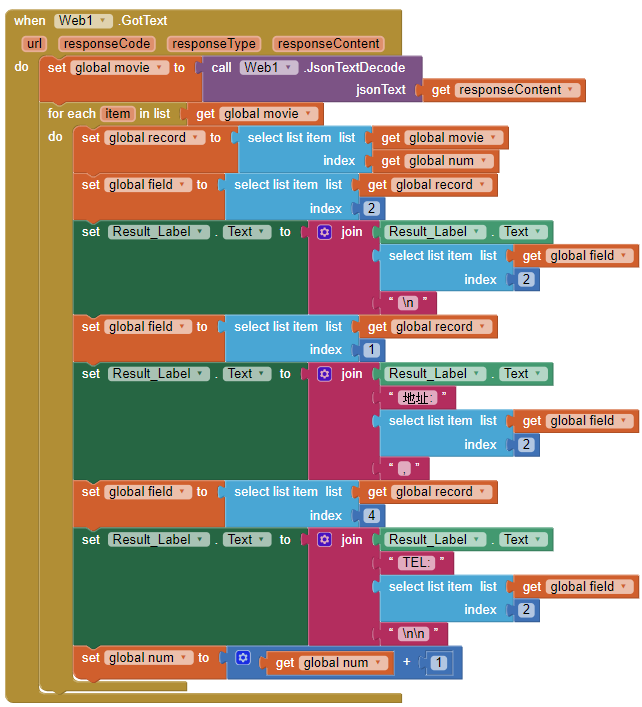 when Web1 .GotText
url responseCode responseType responseContent
do set global movie to call Web1 .JsonTextDecode
jsonText get responseContent
for each item in list get global movie
do set global record to select list item list get global movie
index get global num
set global field to select list item list get global record
index 2
set Result_Label . Text to join Result_Label . Text
select list item list get global field
index 2
" \n "
set global field to select list item list get global record
index 1
set Result_Label . Text to join Result_Label . Text
" 地址: "
select list item list get global field
index 2
" , "
set global field to select list item list get global record
index 4
set Result_Label . Text to join Result_Label . Text
" TEL: "
select list item list get global field
index 2
" \n\n "
set global num to get global num + 1